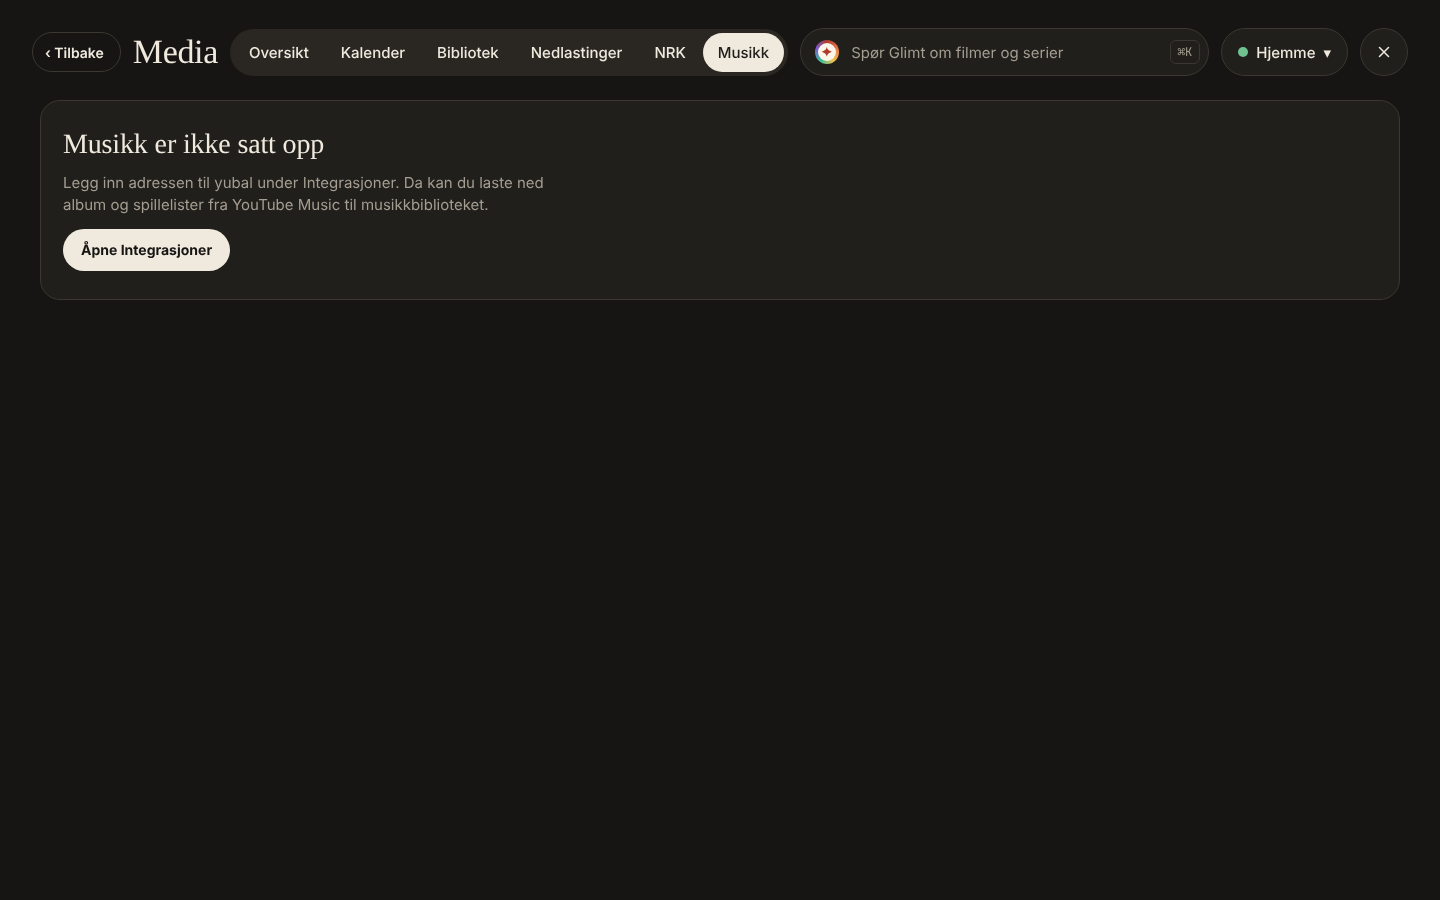 ‹ Tilbake
Media
Oversikt
Kalender
Bibliotek
Nedlastinger
NRK
Musikk
Spør Glimt om filmer og serier
⌘K
Hjemme ▾
×
Musikk er ikke satt opp
Legg inn adressen til yubal under Integrasjoner. Da kan du laste ned
album og spillelister fra YouTube Music til musikkbiblioteket.
Åpne Integrasjoner